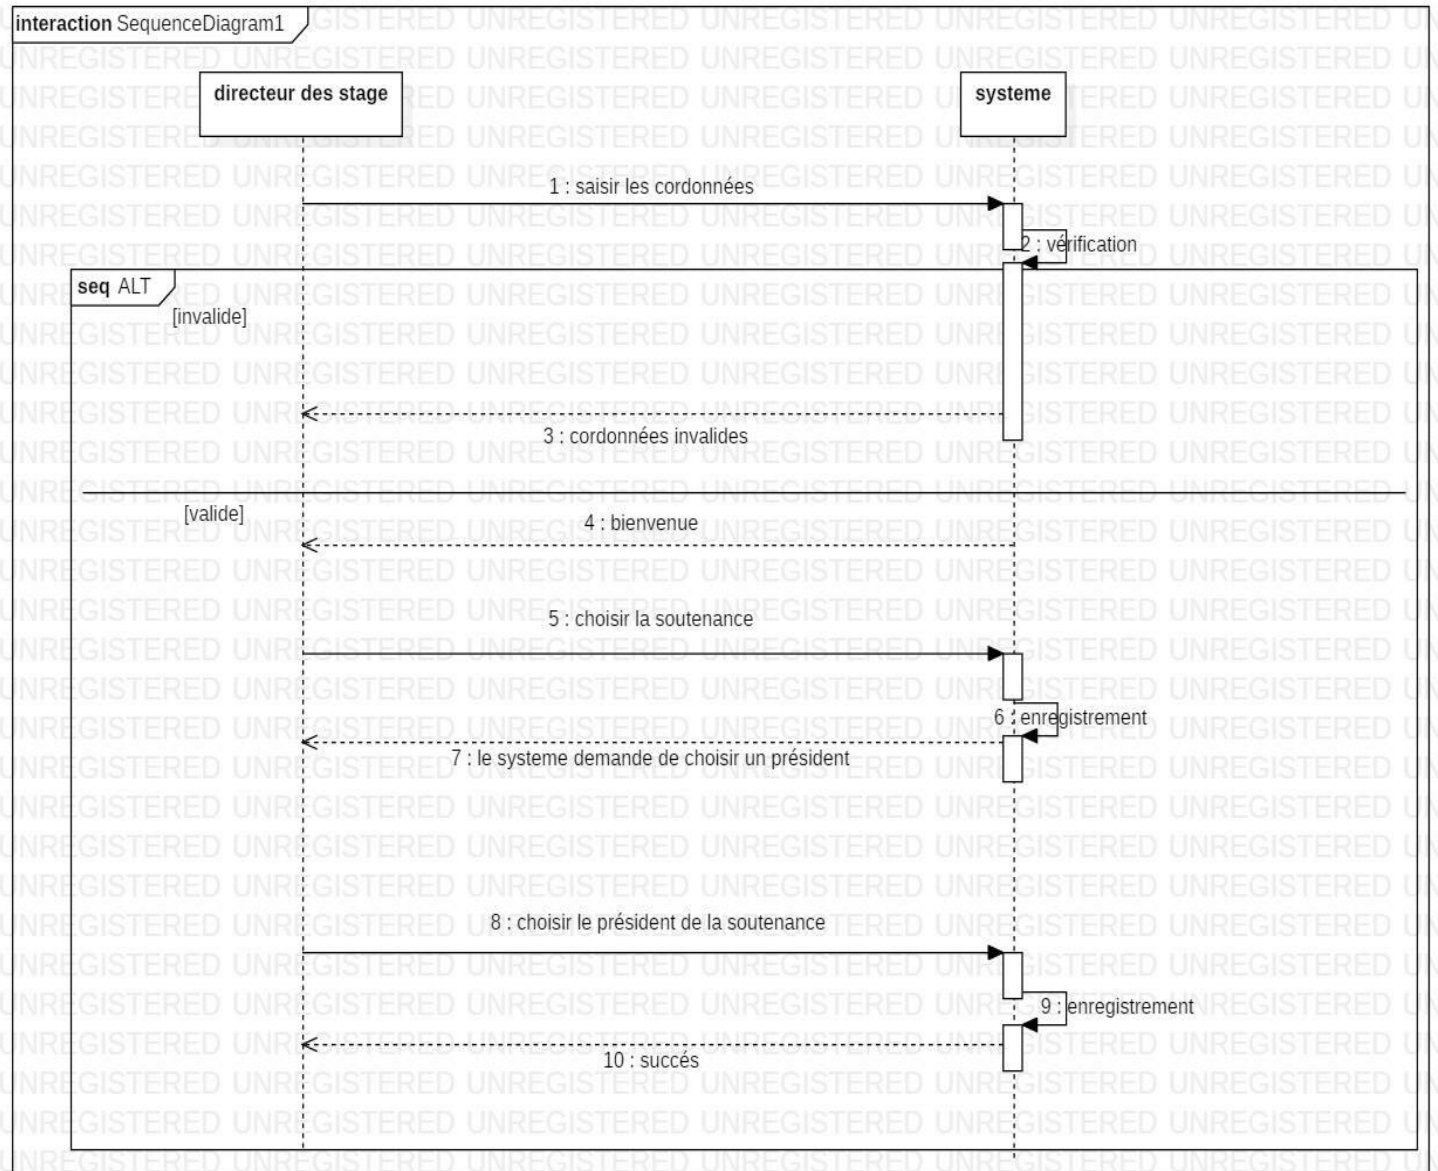 interaction SequenceDiagram1
directeur des stage
systeme
1 : saisir les cordonnées
2 : vérification
seq ALT
[invalide]
3 : cordonnées invalides
[valide]
4 : bienvenue
5 : choisir la soutenance
6 : enregistrement
7 : le systeme demande de choisir un président
8 : choisir le président de la soutenance
9 : enregistrement
10 : succés
UNREGISTERED